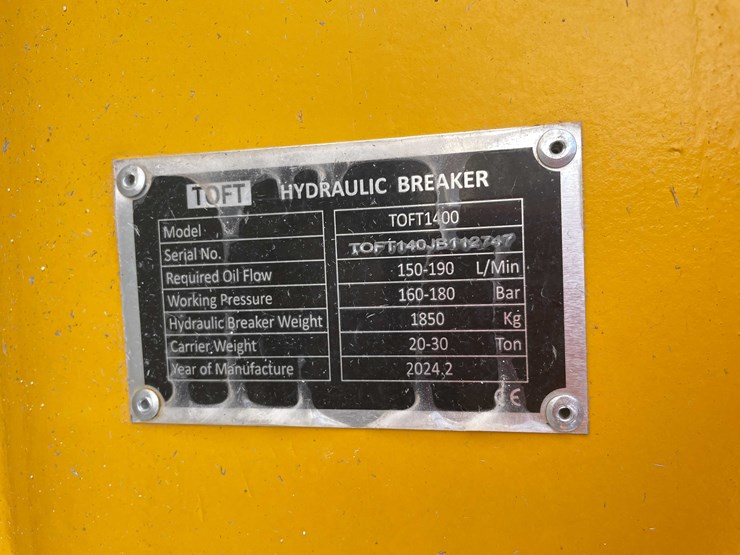 TOFT HYDRAULIC BREAKER
Model TOFT1400
Serial No. TOFT140JB112747
Required Oil Flow 150-190 L/Min
Working Pressure 160-180 Bar
Hydraulic Breaker Weight 1850 Kg
Carrier Weight 20-30 Ton
Year of Manufacture 2024.2
CE